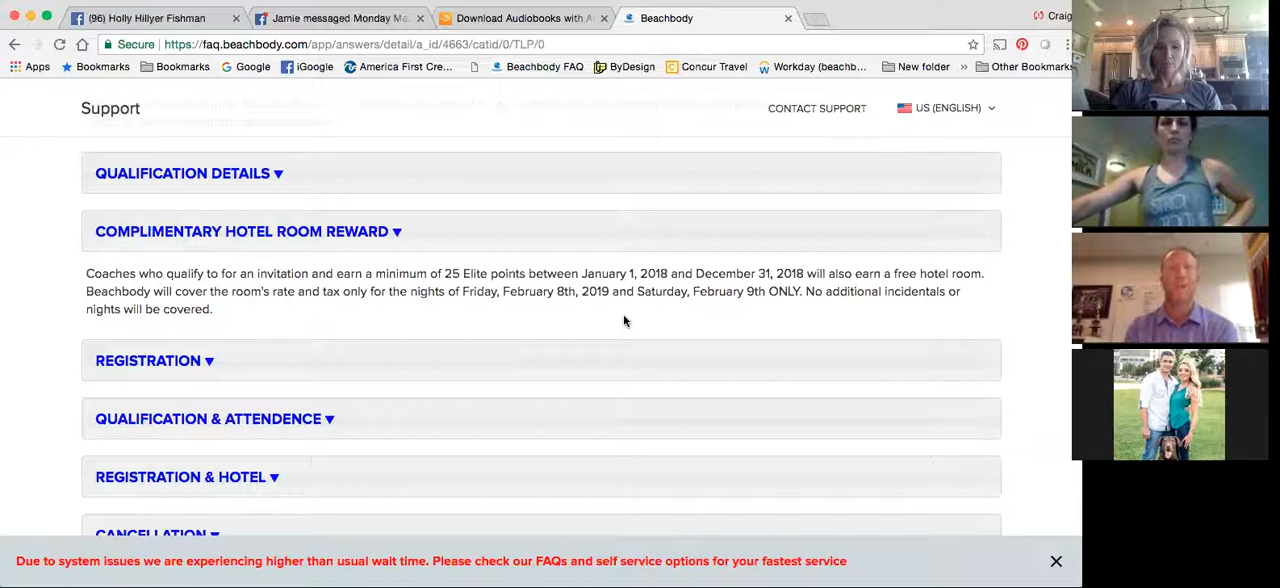 (96) Holly Hillyer Fishman
Jamie messaged Monday Ma
Download Audiobooks with A
Beachbody
Craig
Secure https://faq.beachbody.com/app/answers/detail/a_id/4663/catid/0/TLP/0
Apps Bookmarks Bookmarks Google iGoogle America First Cre... Beachbody FAQ ByDesign Concur Travel Workday (beachb... New folder » Other Bookmarks
Support
CONTACT SUPPORT
US (ENGLISH)
QUALIFICATION DETAILS ▼
COMPLIMENTARY HOTEL ROOM REWARD ▼
Coaches who qualify to for an invitation and earn a minimum of 25 Elite points between January 1, 2018 and December 31, 2018 will also earn a free hotel room.
Beachbody will cover the room's rate and tax only for the nights of Friday, February 8th, 2019 and Saturday, February 9th ONLY. No additional incidentals or
nights will be covered.
REGISTRATION ▼
QUALIFICATION & ATTENDENCE ▼
REGISTRATION & HOTEL ▼
CANCELLATION ▼
Due to system issues we are experiencing higher than usual wait time. Please check our FAQs and self service options for your fastest service